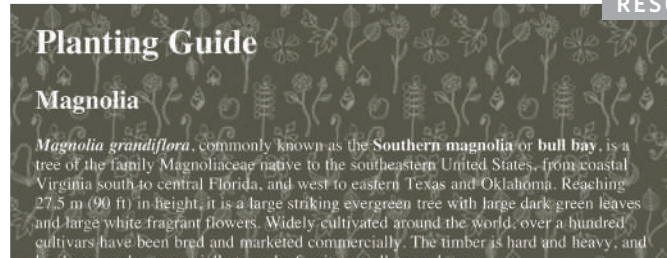 RESU
Planting Guide
Magnolia
Magnolia grandiflora, commonly known as the Southern magnolia or bull bay, is a
tree of the family Magnoliaceae native to the southeastern United States, from coastal
Virginia south to central Florida, and west to eastern Texas and Oklahoma. Reaching
27.5 m (90 ft) in height, it is a large striking evergreen tree with large dark green leaves
and large white fragrant flowers. Widely cultivated around the world, over a hundred
cultivars have been bred and marketed commercially. The timber is hard and heavy, and